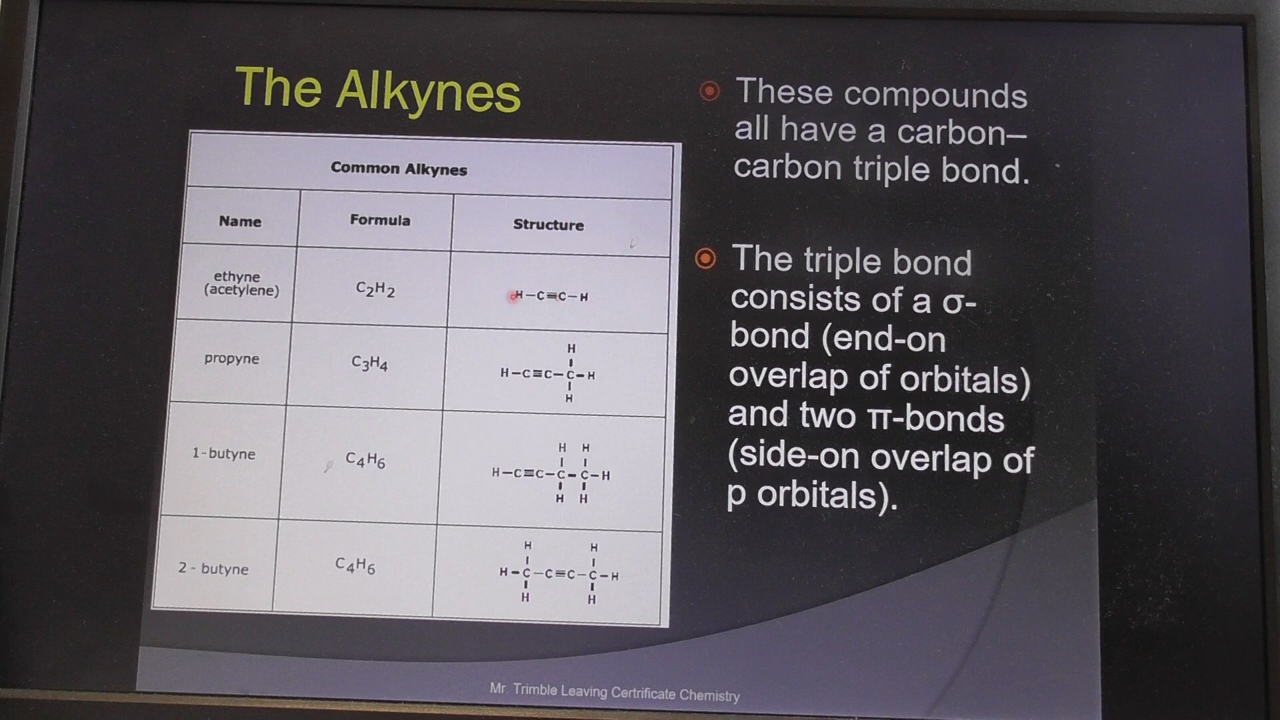 The Alkynes
Common Alkynes
Name Formula Structure
ethyne
(acetylene)
C2H2
H–C≡C–H
propyne
C3H4
H
H–C≡C–C–H
H
1-butyne
C4H6
H H
H–C≡C–C–C–H
H H
2 - butyne
C4H6
H H
H–C–C≡C–C–H
H H
These compounds
all have a carbon–
carbon triple bond.
The triple bond
consists of a σ-
bond (end-on
overlap of orbitals)
and two π-bonds
(side-on overlap of
p orbitals).
Mr. Trimble Leaving Certrificate Chemistry